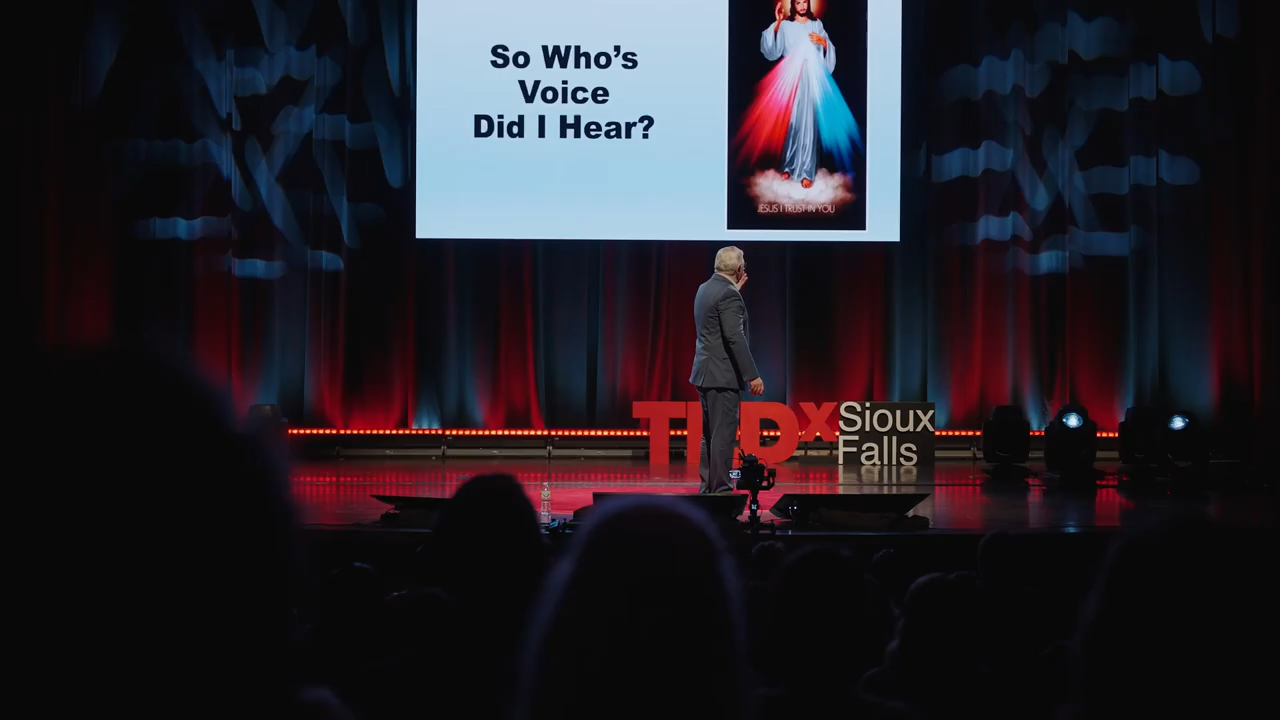 So Who's
Voice
Did I Hear?
JESUS I TRUST IN YOU
TEDx
Sioux
Falls